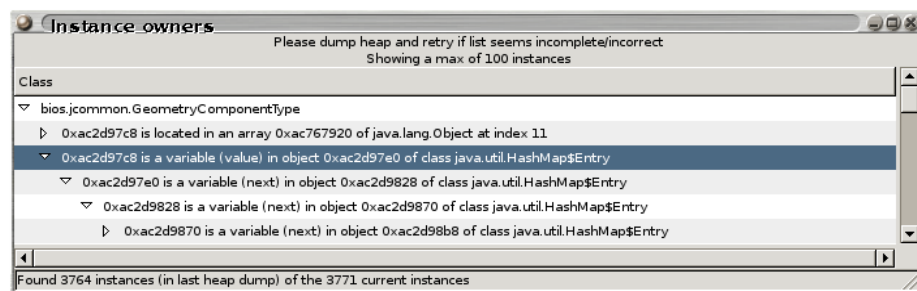 Instance owners
Please dump heap and retry if list seems incomplete/incorrect
Showing a max of 100 instances
Class
bios.jcommon.GeometryComponentType
0xac2d97c8 is located in an array 0xac767920 of java.lang.Object at index 11
0xac2d97c8 is a variable (value) in object 0xac2d97e0 of class java.util.HashMap$Entry
0xac2d97e0 is a variable (next) in object 0xac2d9828 of class java.util.HashMap$Entry
0xac2d9828 is a variable (next) in object 0xac2d9870 of class java.util.HashMap$Entry
0xac2d9870 is a variable (next) in object 0xac2d98b8 of class java.util.HashMap$Entry
Found 3764 instances (in last heap dump) of the 3771 current instances